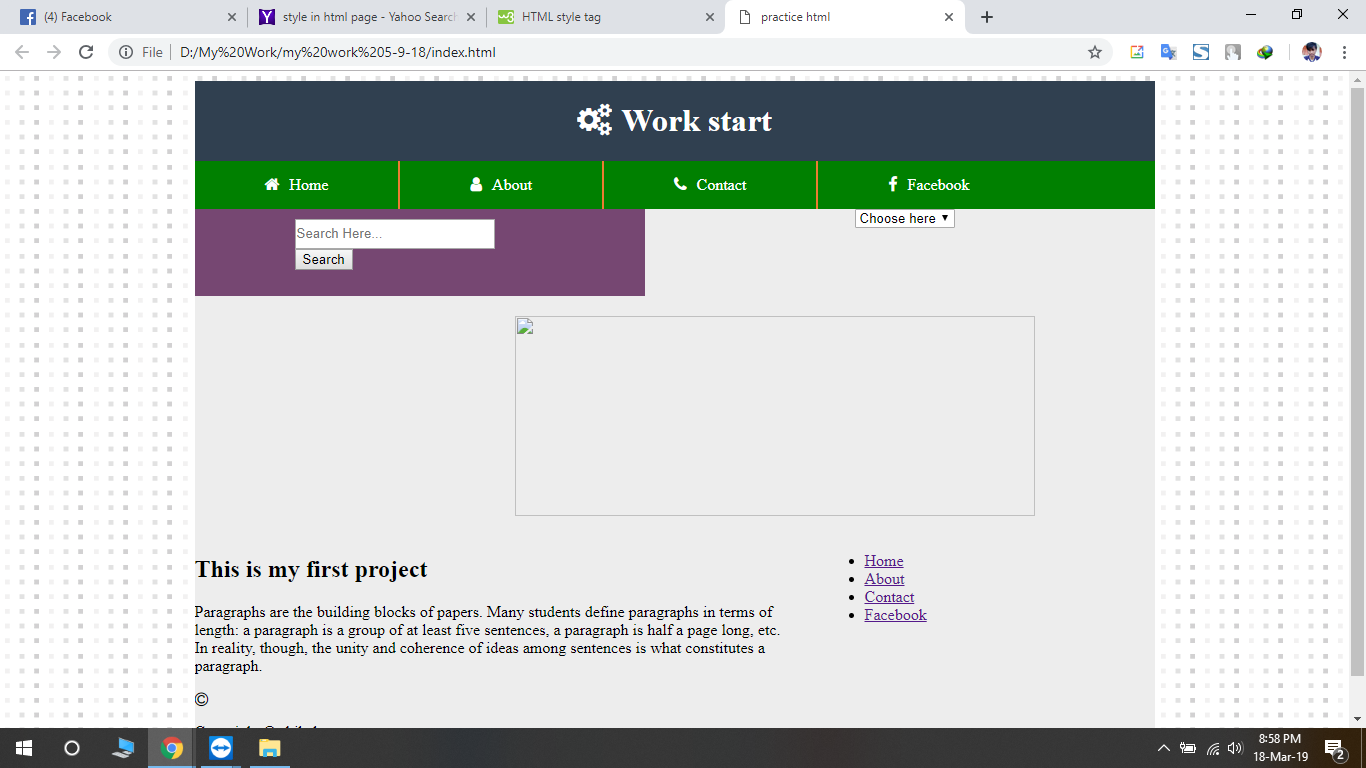 (4) Facebook
style in html page - Yahoo Search
HTML style tag
practice html
File
D:/My%20Work/my%20work%205-9-18/index.html
Work start
Home
About
Contact
Facebook
Search Here...
Choose here
Search
This is my first project
Paragraphs are the building blocks of papers. Many students define paragraphs in terms of
length: a paragraph is a group of at least five sentences, a paragraph is half a page long, etc.
In reality, though, the unity and coherence of ideas among sentences is what constitutes a
paragraph.
©
Home
About
Contact
Facebook
8:58 PM
18-Mar-19
2